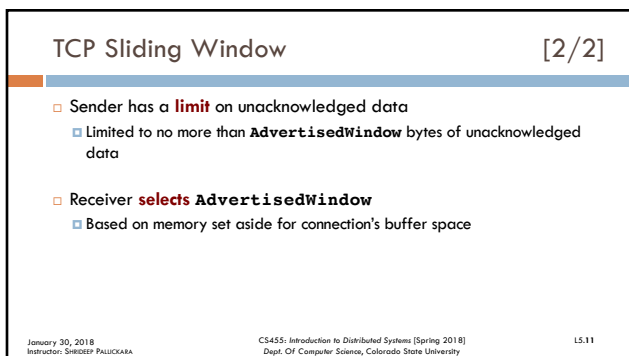 TCP Sliding Window [2/2]
Sender has a limit on unacknowledged data
Limited to no more than AdvertisedWindow bytes of unacknowledged
data
Receiver selects AdvertisedWindow
Based on memory set aside for connection's buffer space
January 30, 2018
Instructor: SHRIDEEP PALLICKARA
CS455: Introduction to Distributed Systems [Spring 2018]
Dept. Of Computer Science, Colorado State University
L5.11